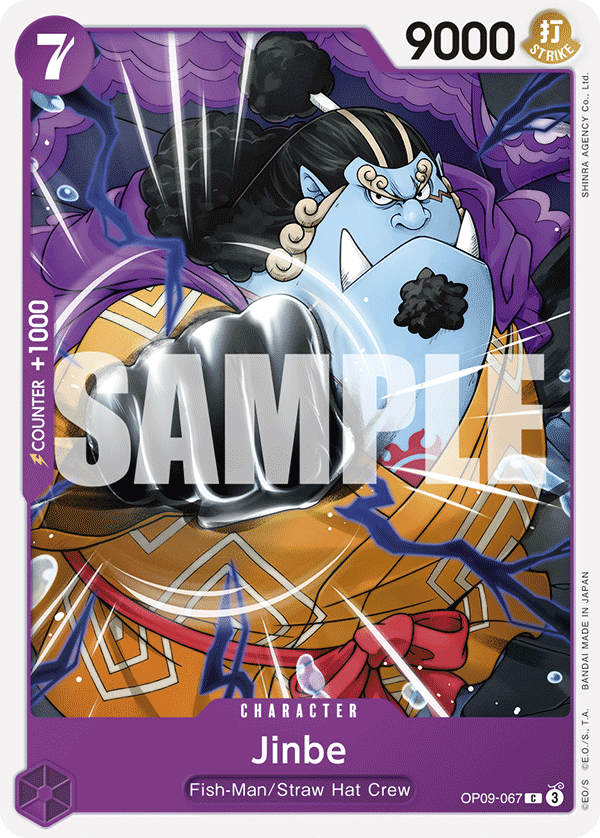 7
9000
打
STRIKE
SHINRA AGENCY Co., Ltd.
COUNTER +1000
SAMPLE
BANDAI MADE IN JAPAN
©E.O./S., T.A.
©EO/S
CHARACTER
Jinbe
Fish-Man/Straw Hat Crew
OP09-067 C 3